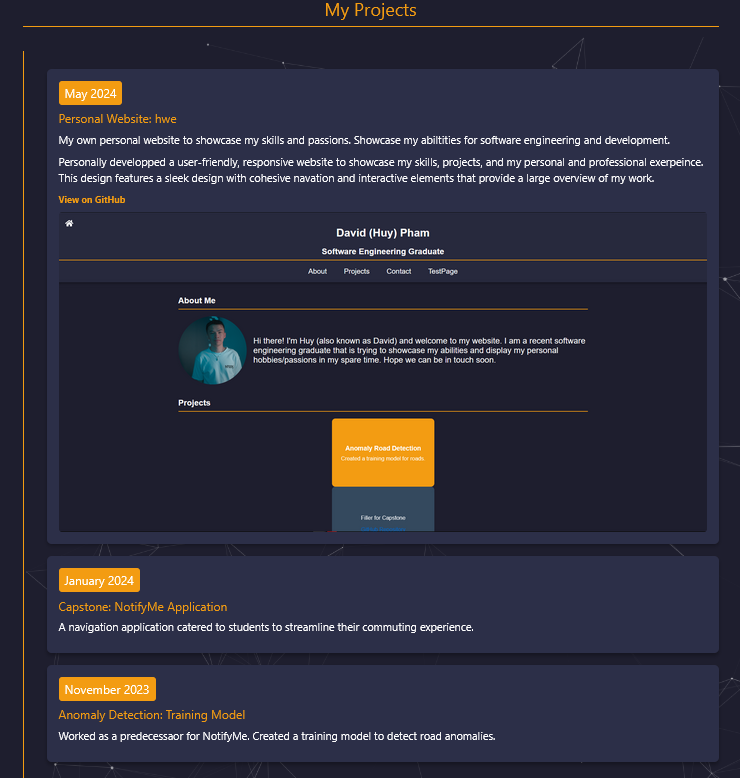 My Projects
May 2024
Personal Website: hwe
My own personal website to showcase my skills and passions. Showcase my abiltities for software engineering and development.
Personally developped a user-friendly, responsive website to showcase my skills, projects, and my personal and professional exerpeince.
This design features a sleek design with cohesive navation and interactive elements that provide a large overview of my work.
View on GitHub
David (Huy) Pham
Software Engineering Graduate
About Projects Contact TestPage
About Me
Hi there! I'm Huy (also known as David) and welcome to my website. I am a recent software
engineering graduate that is trying to showcase my abilities and display my personal
hobbies/passions in my spare time. Hope we can be in touch soon.
Projects
Anomaly Road Detection
Created a training model for roads
Filler for Capstone
January 2024
Capstone: NotifyMe Application
A navigation application catered to students to streamline their commuting experience.
November 2023
Anomaly Detection: Training Model
Worked as a predecessaor for NotifyMe. Created a training model to detect road anomalies.